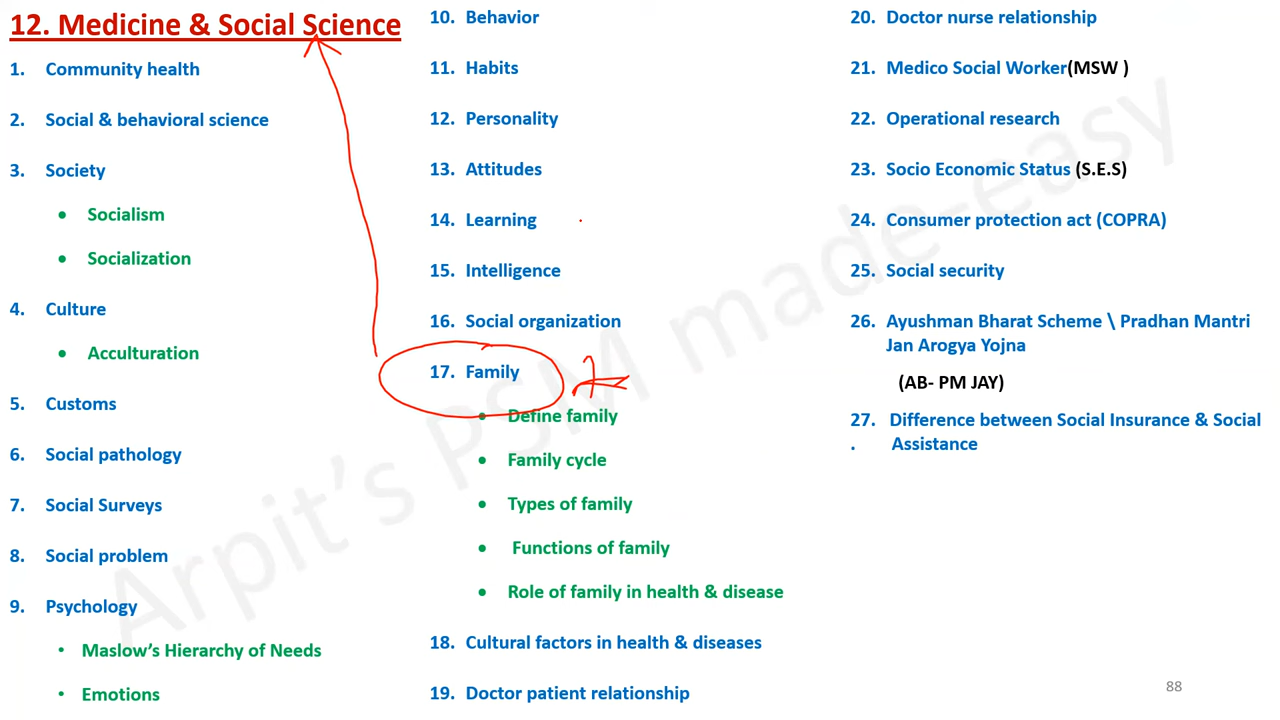 12. Medicine & Social Science
1. Community health
2. Social & behavioral science
3. Society
• Socialism
• Socialization
4. Culture
• Acculturation
5. Customs
6. Social pathology
7. Social Surveys
8. Social problem
9. Psychology
• Maslow's Hierarchy of Needs
• Emotions
10. Behavior
11. Habits
12. Personality
13. Attitudes
14. Learning
15. Intelligence
16. Social organization
17. Family
• Define family
• Family cycle
• Types of family
• Functions of family
• Role of family in health & disease
18. Cultural factors in health & diseases
19. Doctor patient relationship
20. Doctor nurse relationship
21. Medico Social Worker(MSW )
22. Operational research
23. Socio Economic Status (S.E.S)
24. Consumer protection act (COPRA)
25. Social security
26. Ayushman Bharat Scheme \ Pradhan Mantri
Jan Arogya Yojna
(AB- PM JAY)
27. Difference between Social Insurance & Social
. Assistance
Arpit's PSM made-easy
88